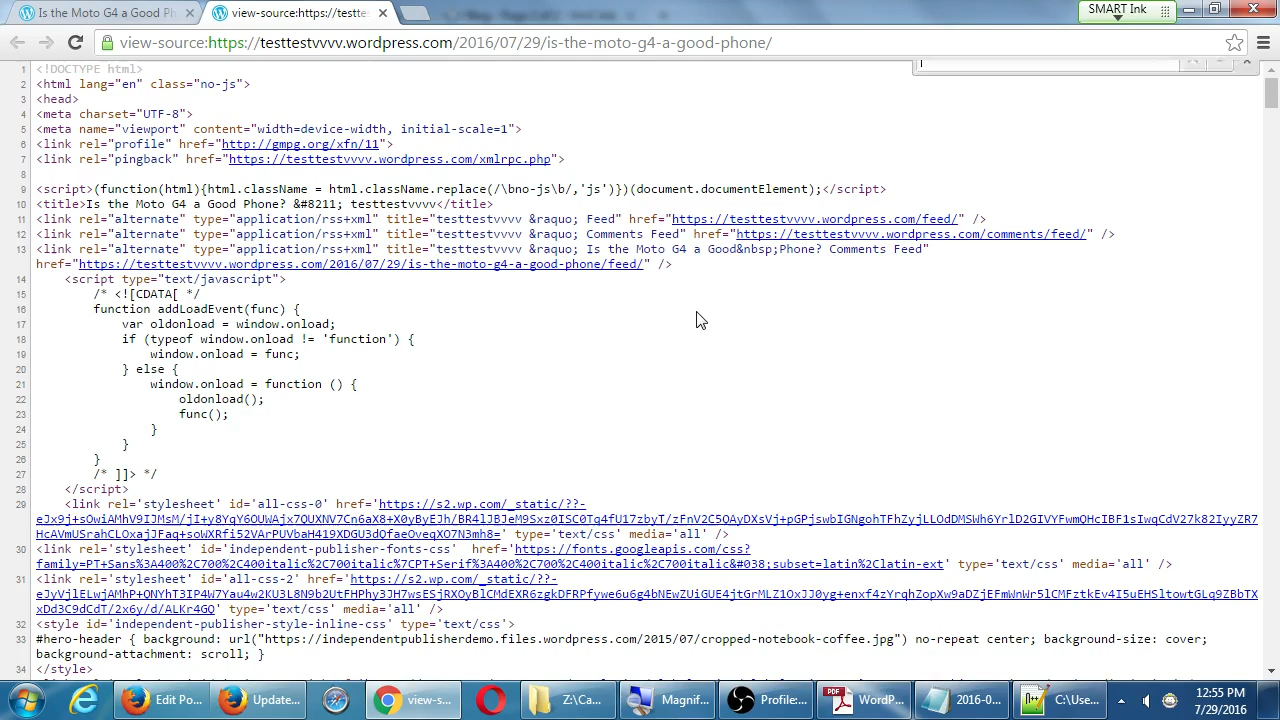 Is the Moto G4 a Good Ph
view-source:https://testte
SMART Ink
view-source:https://testtestvvvv.wordpress.com/2016/07/29/is-the-moto-g4-a-good-phone/
1 <!DOCTYPE html>
2 <html lang="en" class="no-js">
3 <head>
4 <meta charset="UTF-8">
5 <meta name="viewport" content="width=device-width, initial-scale=1">
6 <link rel="profile" href="http://gmpg.org/xfn/11">
7 <link rel="pingback" href="https://testtestvvvv.wordpress.com/xmlrpc.php">
8
9 <script>(function(html){html.className = html.className.replace(/\bno-js\b/,'js')})(document.documentElement);</script>
10 <title>Is the Moto G4 a Good Phone? &#8211; testtestvvvv</title>
11 <link rel="alternate" type="application/rss+xml" title="testtestvvvv &raquo; Feed" href="https://testtestvvvv.wordpress.com/feed/" />
12 <link rel="alternate" type="application/rss+xml" title="testtestvvvv &raquo; Comments Feed" href="https://testtestvvvv.wordpress.com/comments/feed/" />
13 <link rel="alternate" type="application/rss+xml" title="testtestvvvv &raquo; Is the Moto G4 a Good&nbsp;Phone? Comments Feed"
href="https://testtestvvvv.wordpress.com/2016/07/29/is-the-moto-g4-a-good-phone/feed/" />
14 <script type="text/javascript">
15 /* <![CDATA[ */
16 function addLoadEvent(func) {
17 var oldonload = window.onload;
18 if (typeof window.onload != 'function') {
19 window.onload = func;
20 } else {
21 window.onload = function () {
22 oldonload();
23 func();
24 }
25 }
26 }
27 /* ]]> */
28 </script>
29 <link rel='stylesheet' id='all-css-0' href='https://s2.wp.com/_static/??-
' type='text/css' media='all' />
30 <link rel='stylesheet' id='independent-publisher-fonts-css' href='https://fonts.googleapis.com/css?
family=PT+Sans%3A400%2C700%2C400italic%2C700italic%7CPT+Serif%3A400%2C700%2C400italic%2C700italic&#038;subset=latin%2Clatin-ext' type='text/css' media='all' />
31 <link rel='stylesheet' id='all-css-2' href='https://s2.wp.com/_static/??-
' type='text/css' media='all' />
32 <style id='independent-publisher-style-inline-css' type='text/css'>
33 #hero-header { background: url("https://independentpublisherdemo.files.wordpress.com/2015/07/cropped-notebook-coffee.jpg") no-repeat center; background-size: cover;
background-attachment: scroll; }
34 </style>
Edit Po...
Update...
view-s...
Z:\Ca...
Magnif...
Profile:...
WordP...
2016-0...
C:\Use...
12:55 PM
7/29/2016